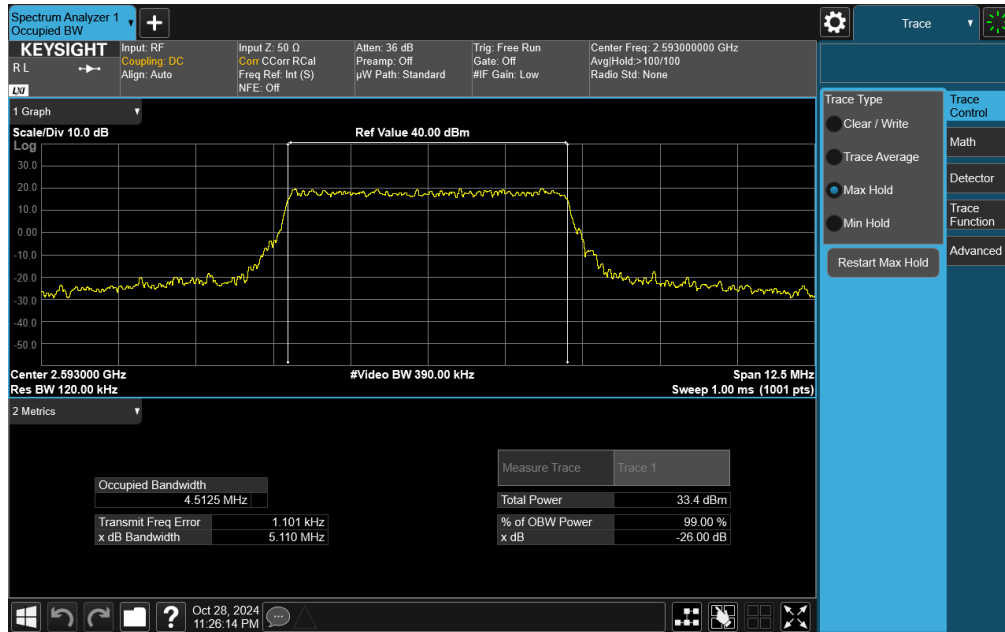 Spectrum Analyzer 1
Occupied BW
KEYSIGHT
R L
LXI
Input: RF
Coupling: DC
Align: Auto
Input Z: 50 Ω
Corr CCorr RCal
Freq Ref: Int (S)
NFE: Off
Atten: 36 dB
Preamp: Off
µW Path: Standard
Trig: Free Run
Gate: Off
#IF Gain: Low
Center Freq: 2.593000000 GHz
Avg|Hold:>100/100
Radio Std: None
Trace
1 Graph
Scale/Div 10.0 dB
Ref Value 40.00 dBm
Log
30.0
20.0
10.0
0.00
-10.0
-20.0
-30.0
-40.0
-50.0
Center 2.593000 GHz
#Video BW 390.00 kHz
Span 12.5 MHz
Res BW 120.00 kHz
Sweep 1.00 ms (1001 pts)
Trace Type
Clear / Write
Trace Average
Max Hold
Min Hold
Restart Max Hold
Trace
Control
Math
Detector
Trace
Function
Advanced
2 Metrics
Measure Trace
Trace 1
Occupied Bandwidth
4.5125 MHz
Total Power
33.4 dBm
Transmit Freq Error
1.101 kHz
% of OBW Power
99.00 %
x dB Bandwidth
5.110 MHz
x dB
-26.00 dB
Oct 28, 2024
11:26:14 PM